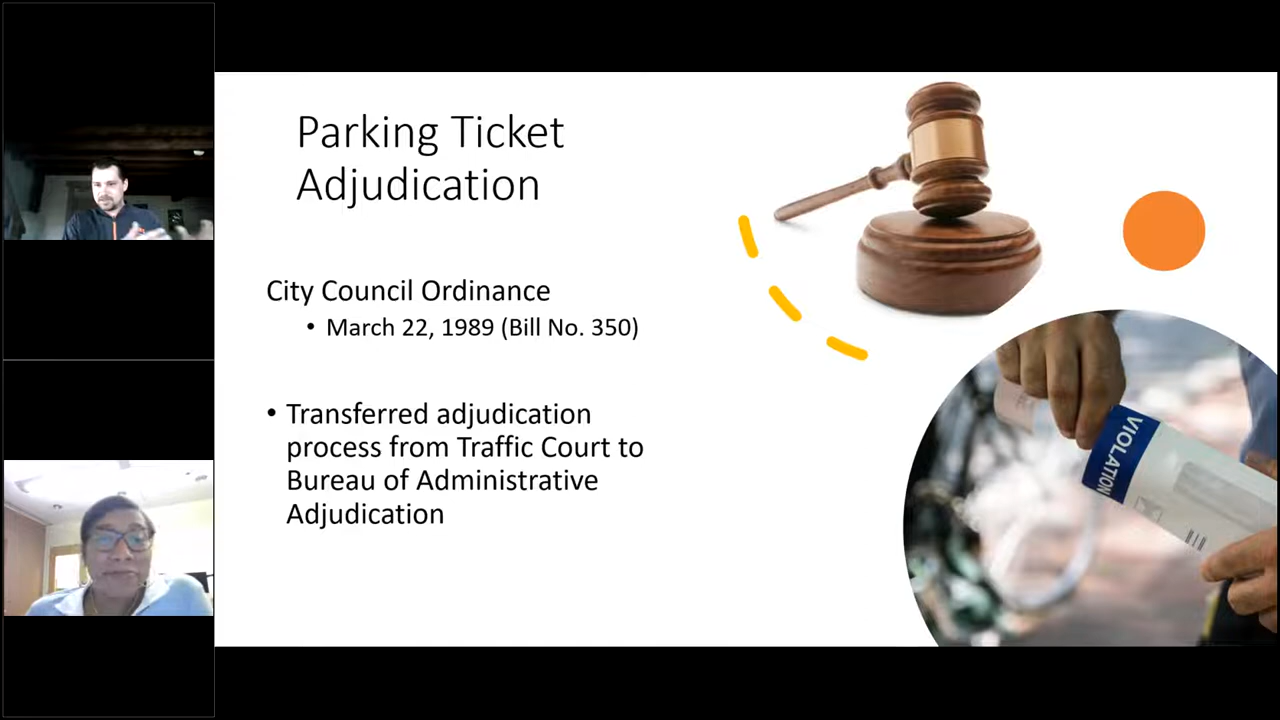 Parking Ticket
Adjudication
City Council Ordinance
• March 22, 1989 (Bill No. 350)
• Transferred adjudication
process from Traffic Court to
Bureau of Administrative
Adjudication
VIOLATION